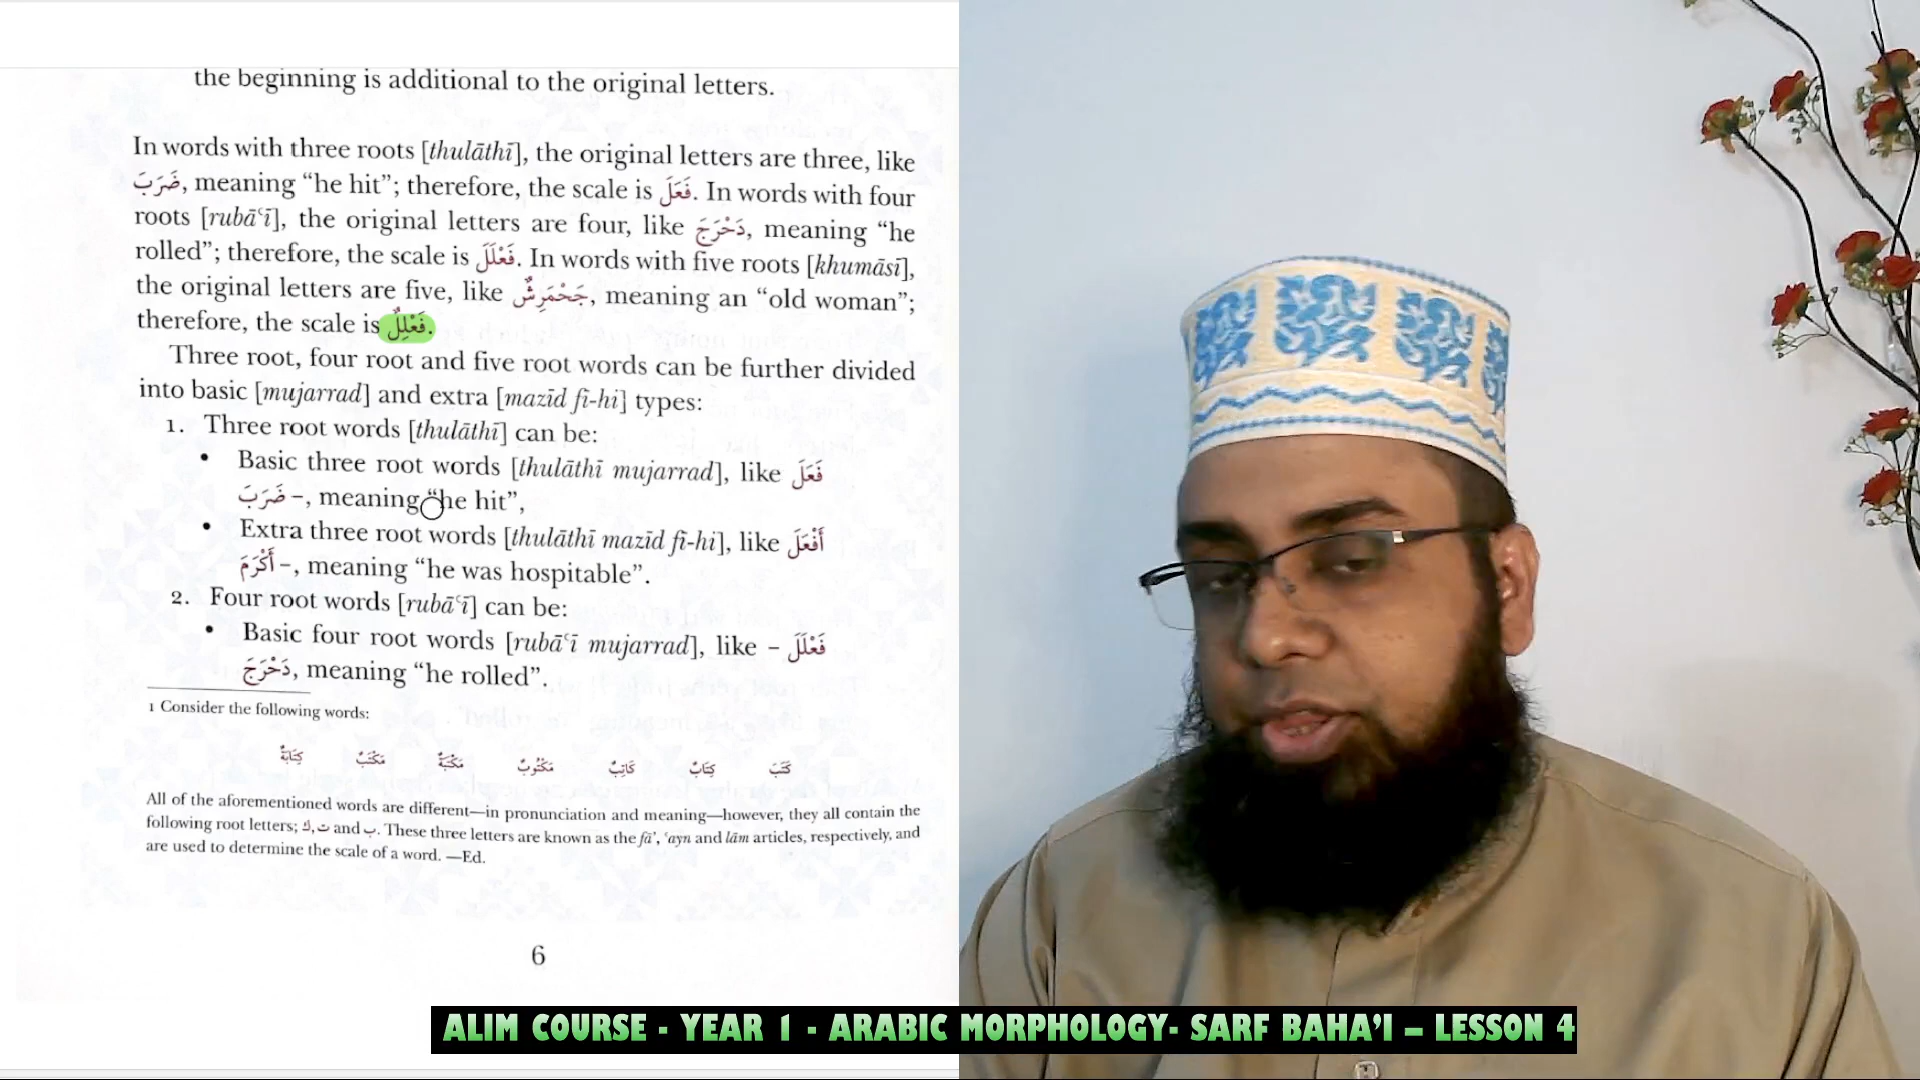 the beginning is additional to the original letters.
In words with three roots [thulāthī], the original letters are three, like
ضَرَبَ, meaning “he hit”; therefore, the scale is فَعَلَ. In words with four
roots [rubāʿī], the original letters are four, like دَحْرَجَ, meaning “he
rolled”; therefore, the scale is فَعْلَلَ. In words with five roots [khumāsī],
the original letters are five, like جَحْمَرِشٌ, meaning an “old woman”;
therefore, the scale is فَعْلِلٌ.
Three root, four root and five root words can be further divided
into basic [mujarrad] and extra [mazīd fī-hi] types:
1. Three root words [thulāthī] can be:
• Basic three root words [thulāthī mujarrad], like فَعَلَ
– ضَرَبَ, meaning “he hit”,
• Extra three root words [thulāthī mazīd fī-hi], like أَفْعَلَ
– أَكْرَمَ, meaning “he was hospitable”.
2. Four root words [rubāʿī] can be:
• Basic four root words [rubāʿī mujarrad], like – فَعْلَلَ
دَحْرَجَ, meaning “he rolled”.
1 Consider the following words:
كَتَبَ كِتَابٌ كَاتِبٌ مَكْتُوبٌ مَكْتَبَةٌ مَكْتَبٌ كِتَابَةٌ
All of the aforementioned words are different—in pronunciation and meaning—however, they all contain the
following root letters; ك, ت and ب. These three letters are known as the fāʼ, ʿayn and lām articles, respectively, and
are used to determine the scale of a word. —Ed.
6
ALIM COURSE - YEAR 1 - ARABIC MORPHOLOGY- SARF BAHA’I – LESSON 4